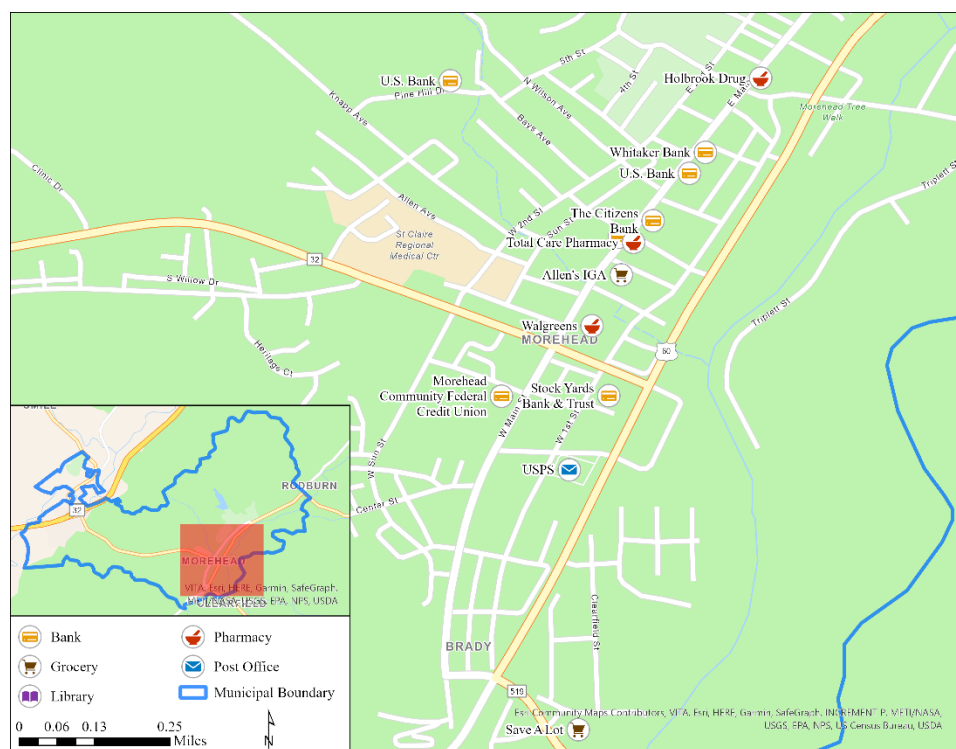 5th St
Holbrook Drug
U.S. Bank
Pine Hill Dr
N Wilson Ave
4th St
Knapp Ave
Morehead Tree
Walk
Bays Ave
Whitaker Bank
U.S. Bank
Clinic Dr
Triplett St
Allen Ave
W 2nd St
Sun St
The Citizens
Bank
St Claire
Regional
Medical Ctr
Total Care Pharmacy
32
Allen's IGA
S Willow Dr
Triplett St
Walgreens
MOREHEAD
60
Heritage Ct
Morehead
Community Federal
Credit Union
Stock Yards
Bank & Trust
W Main St
W 1st St
W Sun St
USPS
Center St
RODBURN
32
MOREHEAD
VITA, Esri, HERE, Garmin, SafeGraph,
METI/NASA, USGS, EPA, NPS, USDA
CLEARFIELD
Clearfield St
BRADY
519
Save A Lot
Esri Community Maps Contributors, VITA, Esri, HERE, Garmin, SafeGraph, INCREMENT P, METI/NASA,
USGS, EPA, NPS, US Census Bureau, USDA
Bank
Pharmacy
Grocery
Post Office
Library
Municipal Boundary
0 0.06 0.13 0.25
Miles
N